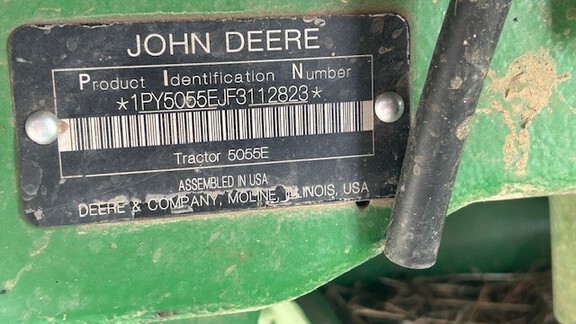 JOHN DEERE
Product Identification Number
*1PY5055EJF3112823*
Tractor 5055E
ASSEMBLED IN USA
DEERE & COMPANY, MOLINE, ILLINOIS, USA